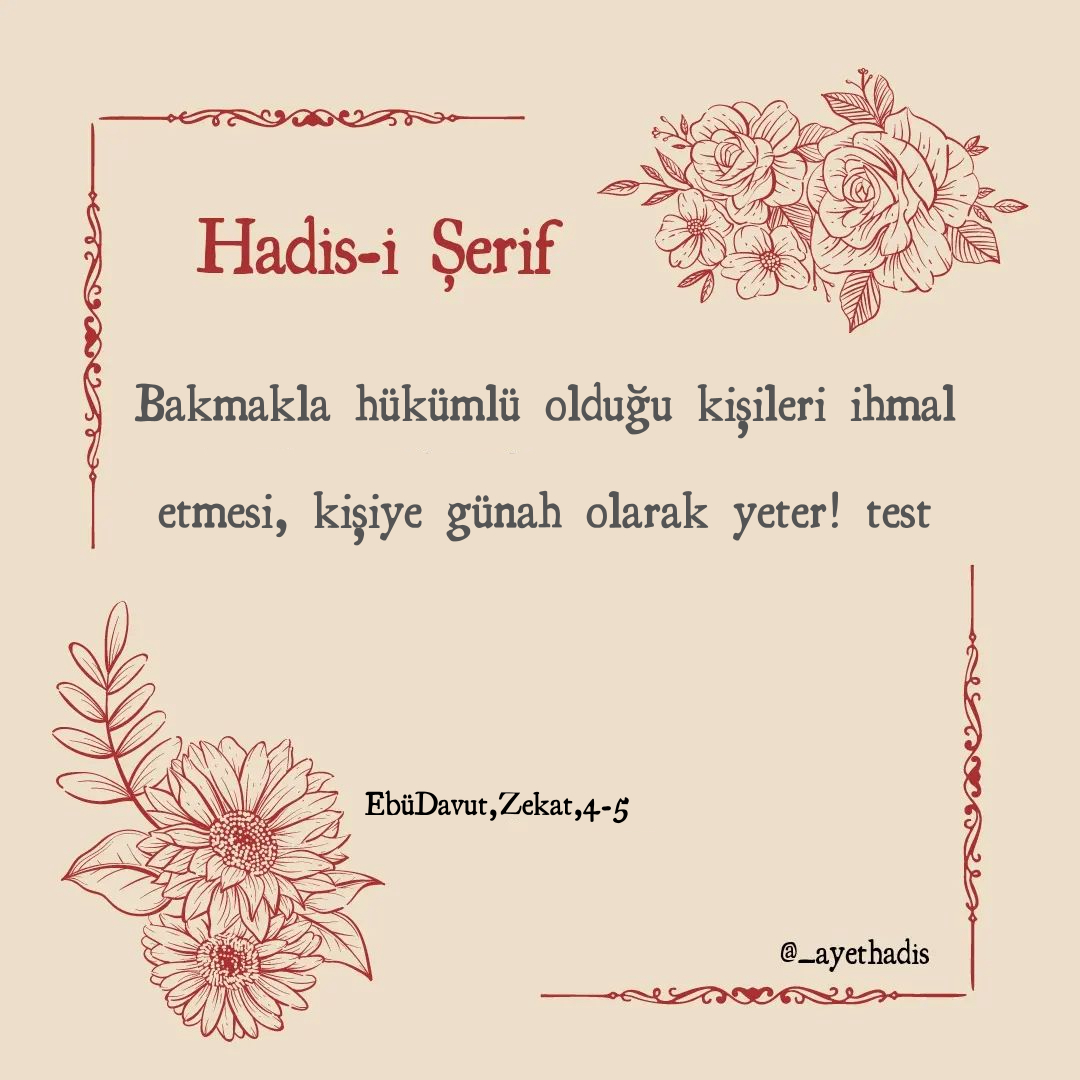 Hadis-i Şerif
Bakmakla hükümlü olduğu kişileri ihmal
etmesi, kişiye günah olarak yeter! test
EbüDavut,Zekat,4-5
@_ayethadis